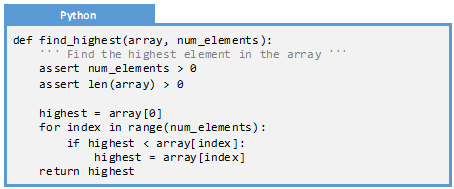 Python
def find_highest(array, num_elements):
    ``` Find the highest element in the array ```
    assert num_elements > 0
    assert len(array) > 0

    highest = array[0]
    for index in range(num_elements):
        if highest < array[index]:
            highest = array[index]
    return highest